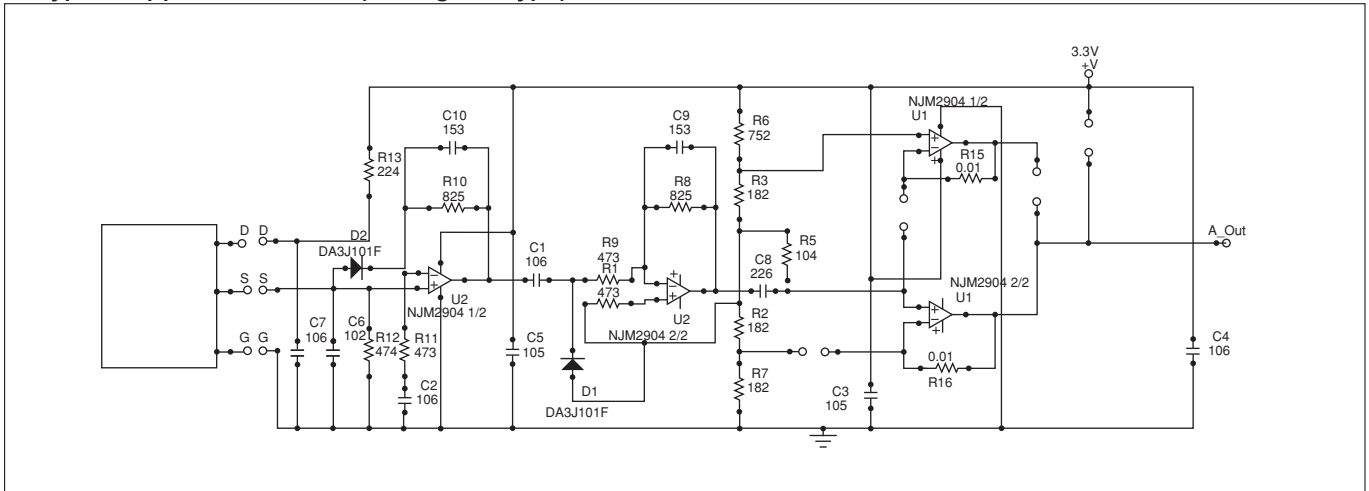 3.3V
+V
C10
153
C9
153
NJM2904 1/2
U1
R6
752
R13
224
R15
0.01
R3
182
R10
825
R8
825
D D
D2
DA3J101F
A_Out
R5
104
C1
106
R9
473
R1
473
C8
226
S S
U2
NJM2904 1/2
U2
NJM2904 2/2
NJM2904 2/2
U1
R2
182
G G
C7
106
C6
102
R12
474
R11
473
C5
105
C4
106
0.01
R16
R7
182
C2
106
D1
DA3J101F
C3
105